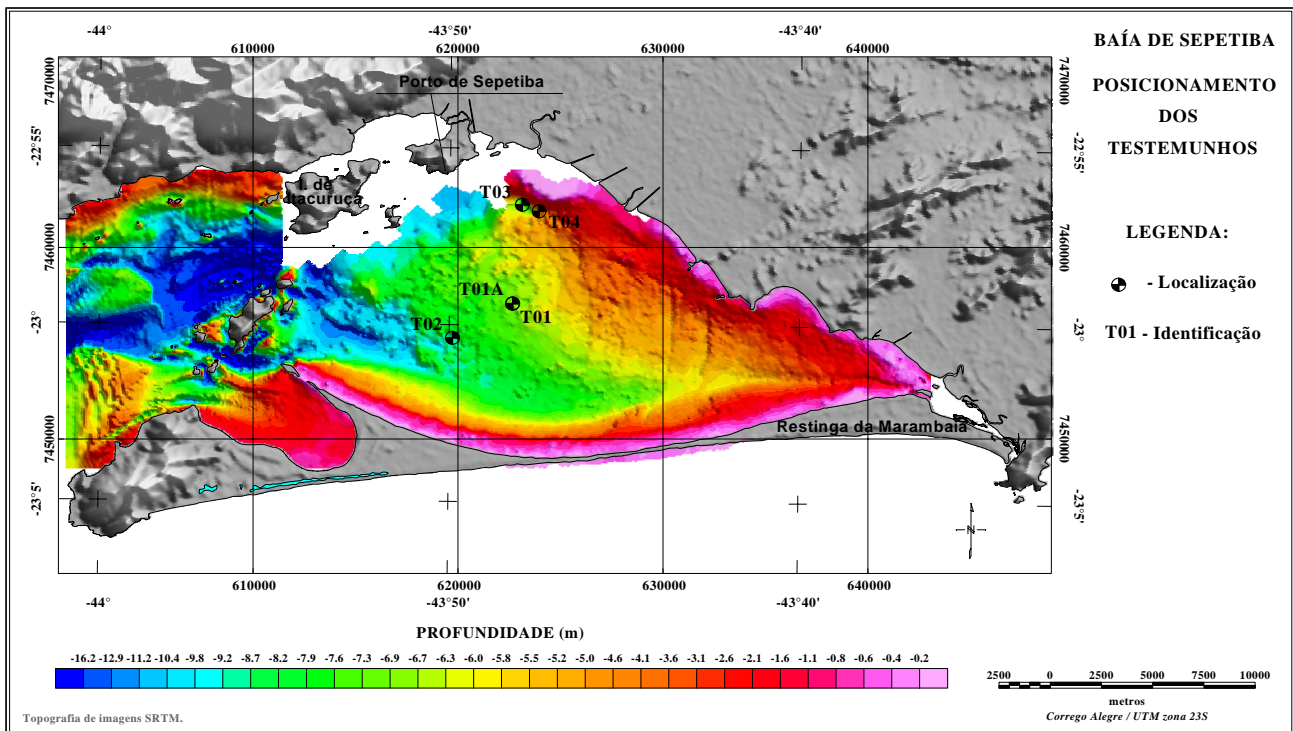 -44°
-43°50'
-43°40'
610000
620000
630000
640000
BAÍA DE SEPETIBA
POSICIONAMENTO
DOS
TESTEMUNHOS
7470000
7470000
Porto de Sepetiba
-22°55'
-22°55'
I. de
Itacuruçá
T03
T04
7460000
7460000
LEGENDA:
- Localização
T01A
T01
T02
-23°
-23°
T01 - Identificação
Restinga da Marambaia
7450000
7450000
-23°5'
-23°5'
N
610000
620000
630000
640000
-44°
-43°50'
-43°40'
PROFUNDIDADE (m)
-16.2 -12.9 -11.2 -10.4 -9.8 -9.2 -8.7 -8.2 -7.9 -7.6 -7.3 -6.9 -6.7 -6.3 -6.0 -5.8 -5.5 -5.0 -4.6 -4.1 -3.6 -3.1 -2.6 -2.1 -1.6 -1.1 -0.8 -0.6 -0.4 -0.2
2500 0 2500 5000 7500 10000
metros
Corrego Alegre / UTM zona 23S
Topografia de imagens SRTM.